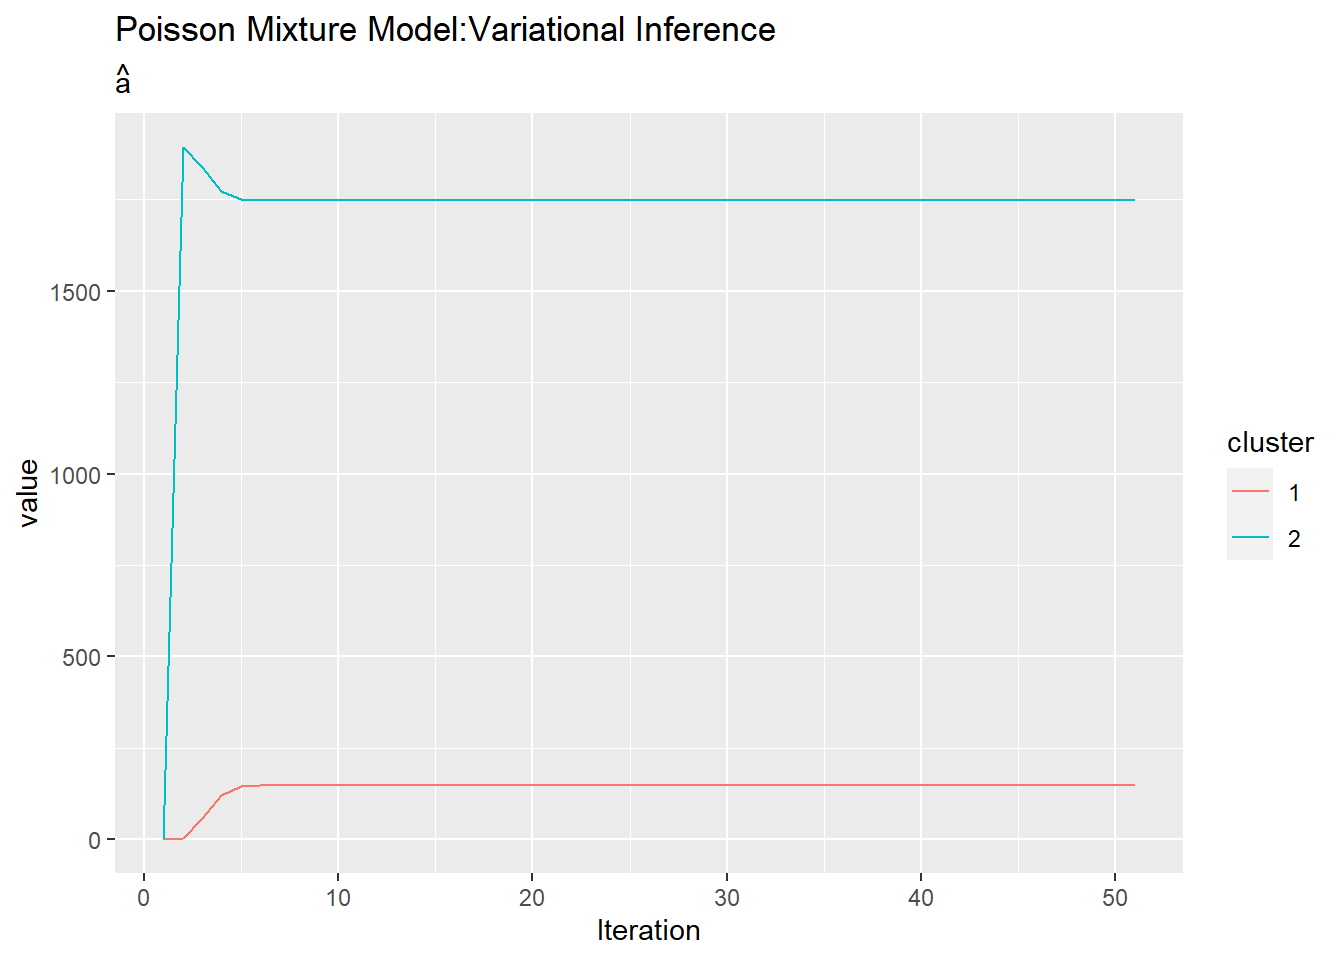 Poisson Mixture Model:Variational Inference
â
value
1500
1000
500
0
0 10 20 30 40 50
Iteration
cluster
1
2